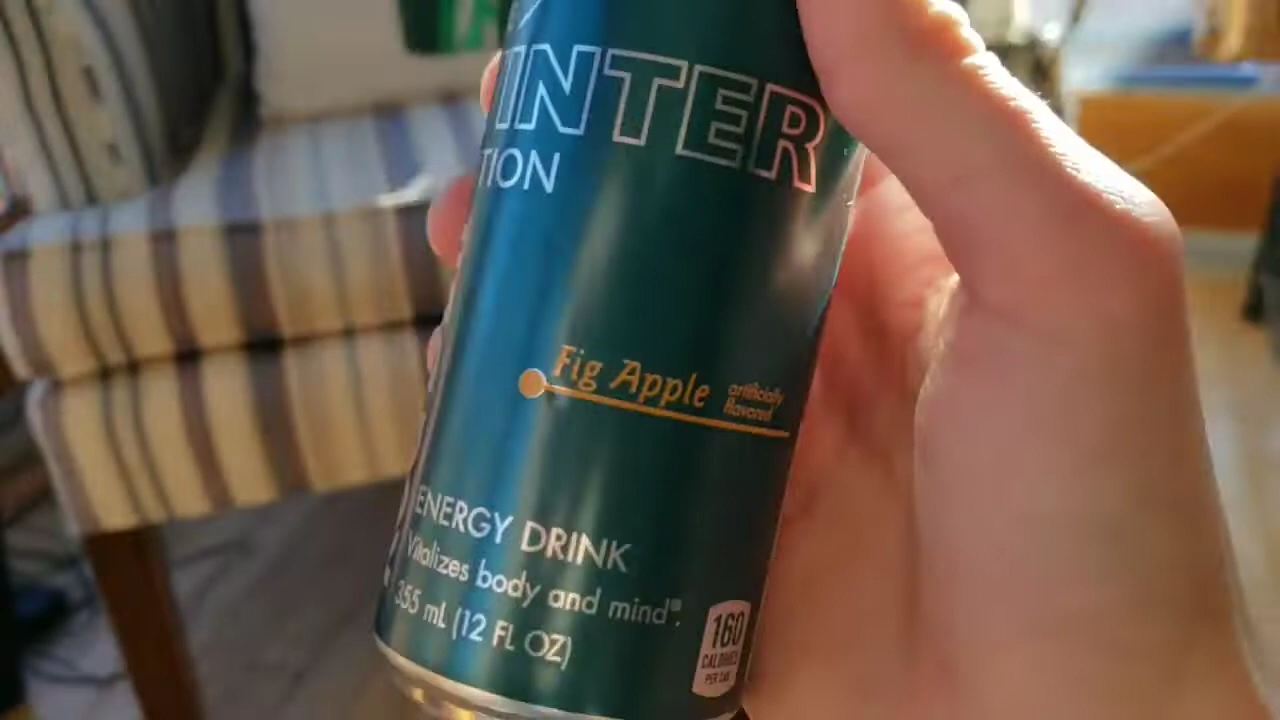 INTER
TION
Fig Apple
artificially
flavored
ENERGY DRINK
Vitalizes body and mind®.
355 mL (12 FL OZ)
160
CALORIES
PER CAN